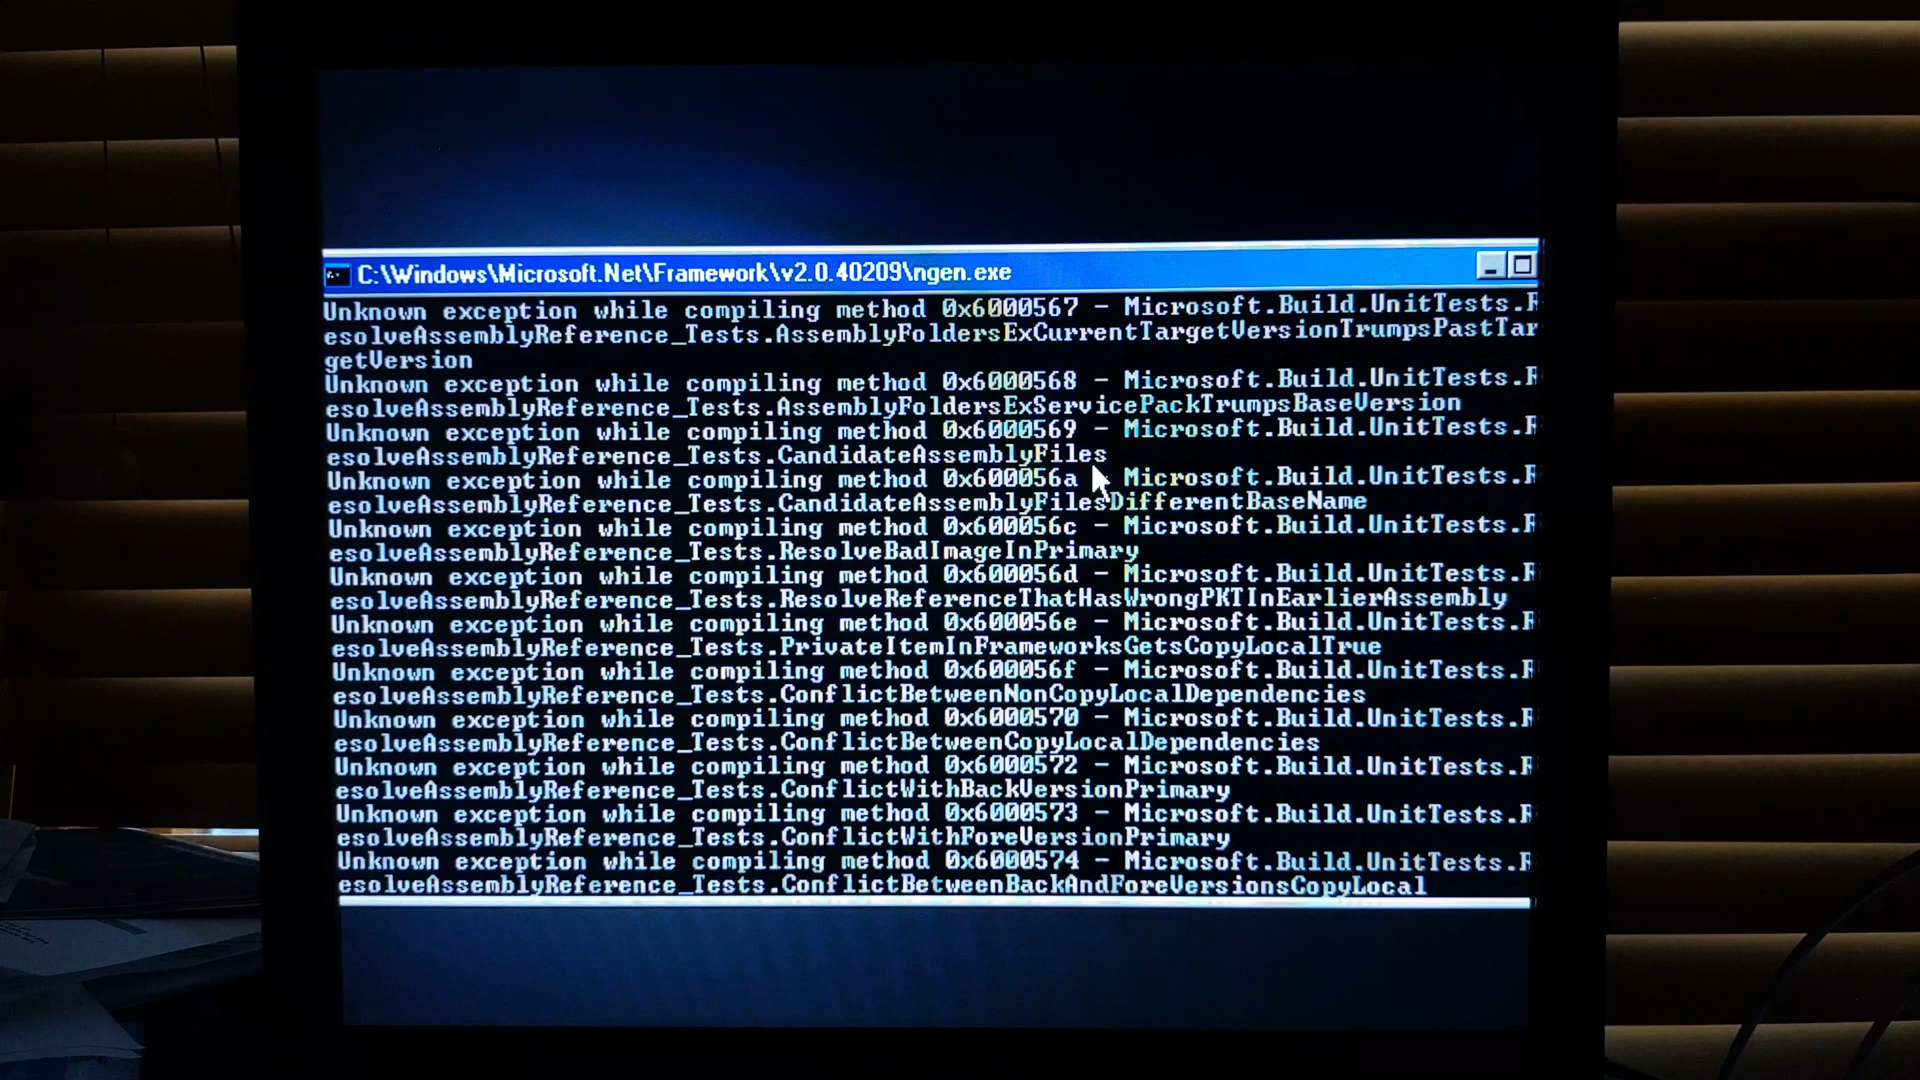 C:\Windows\Microsoft.Net\Framework\v2.0.40209\ngen.exe
Unknown exception while compiling method 0x6000567 - Microsoft.Build.UnitTests.R
esolveAssemblyReference_Tests.AssemblyFoldersExCurrentTargetVersionTrumpsPastTar
getVersion
Unknown exception while compiling method 0x6000568 - Microsoft.Build.UnitTests.R
esolveAssemblyReference_Tests.AssemblyFoldersExServicePackTrumpsBaseVersion
Unknown exception while compiling method 0x6000569 - Microsoft.Build.UnitTests.R
esolveAssemblyReference_Tests.CandidateAssemblyFiles
Unknown exception while compiling method 0x600056a - Microsoft.Build.UnitTests.R
esolveAssemblyReference_Tests.CandidateAssemblyFilesDifferentBaseName
Unknown exception while compiling method 0x600056c - Microsoft.Build.UnitTests.R
esolveAssemblyReference_Tests.ResolveBadImageInPrimary
Unknown exception while compiling method 0x600056d - Microsoft.Build.UnitTests.R
esolveAssemblyReference_Tests.ResolveReferenceThatHasWrongPKTInEarlierAssembly
Unknown exception while compiling method 0x600056e - Microsoft.Build.UnitTests.R
esolveAssemblyReference_Tests.PrivateItemInFrameworksGetsCopyLocalTrue
Unknown exception while compiling method 0x600056f - Microsoft.Build.UnitTests.R
esolveAssemblyReference_Tests.ConflictBetweenNonCopyLocalDependencies
Unknown exception while compiling method 0x6000570 - Microsoft.Build.UnitTests.R
esolveAssemblyReference_Tests.ConflictBetweenCopyLocalDependencies
Unknown exception while compiling method 0x6000572 - Microsoft.Build.UnitTests.R
esolveAssemblyReference_Tests.ConflictWithBackVersionPrimary
Unknown exception while compiling method 0x6000573 - Microsoft.Build.UnitTests.R
esolveAssemblyReference_Tests.ConflictWithForeVersionPrimary
Unknown exception while compiling method 0x6000574 - Microsoft.Build.UnitTests.R
esolveAssemblyReference_Tests.ConflictBetweenBackAndForeVersionsCopyLocal